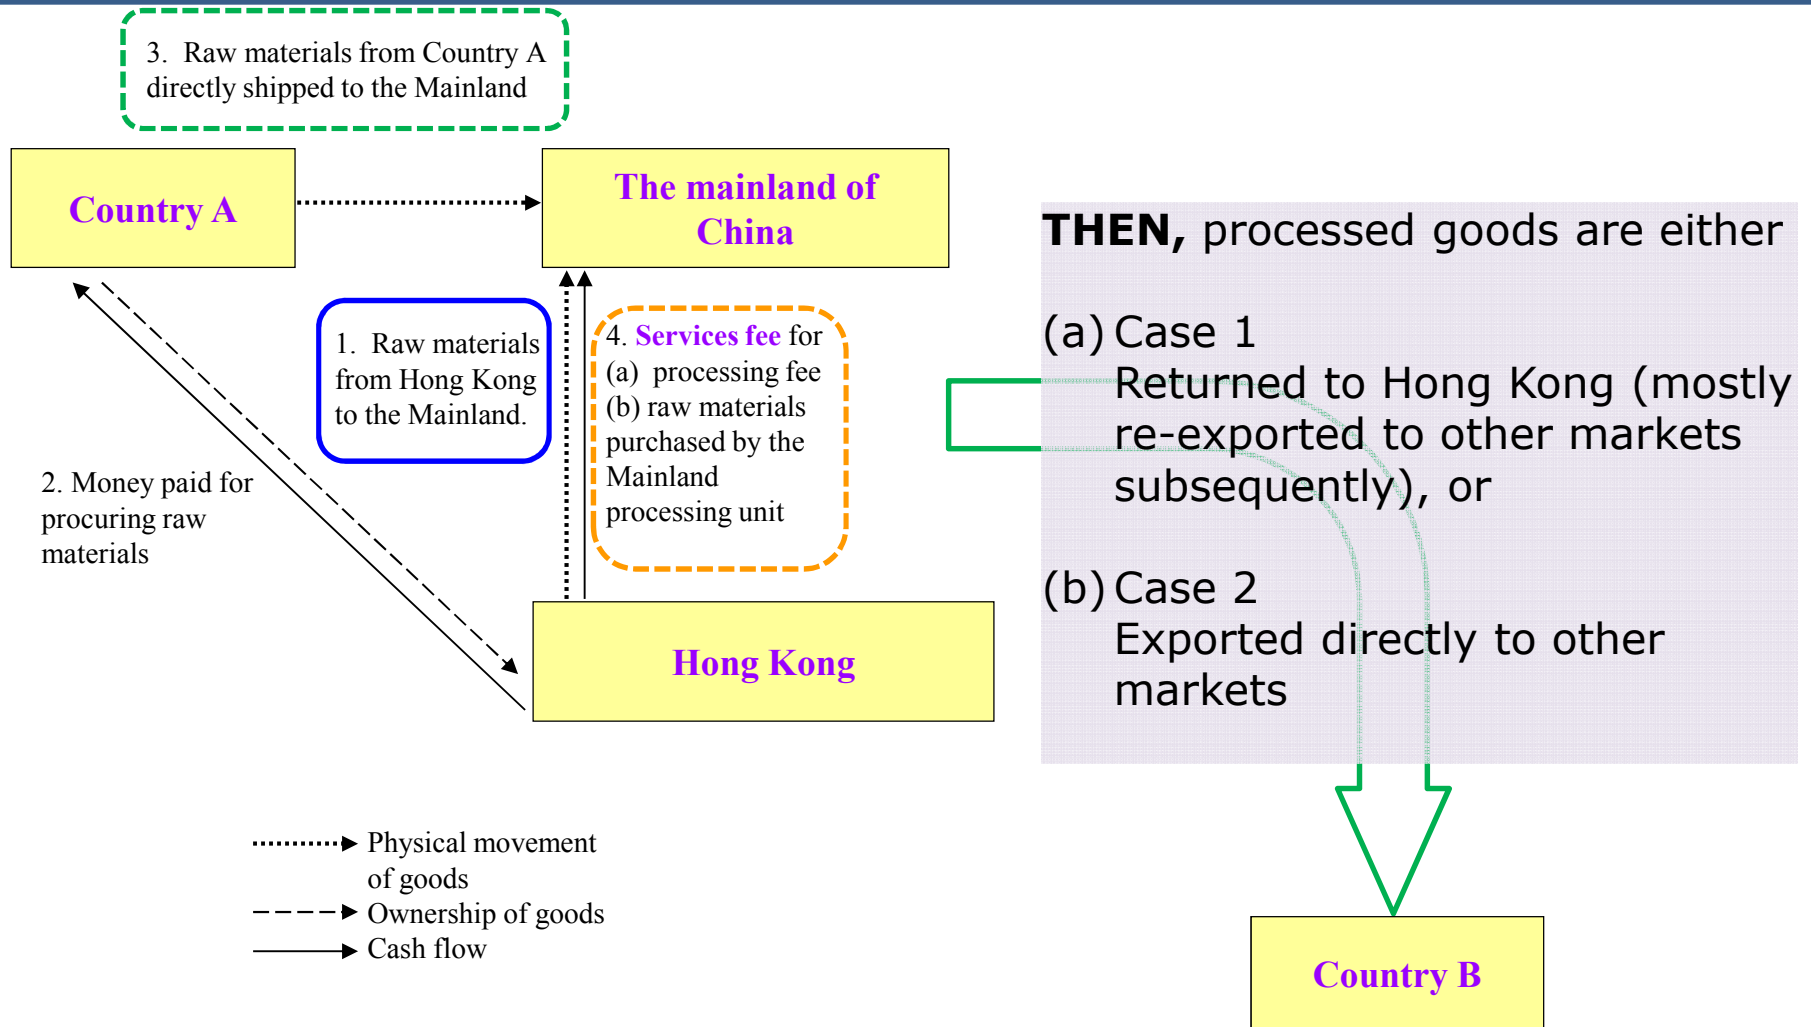 3. Raw materials from Country A
directly shipped to the Mainland
Country A
The mainland of
China
1. Raw materials
from Hong Kong
to the Mainland.
4. Services fee for
(a) processing fee
(b) raw materials
purchased by the
Mainland
processing unit
2. Money paid for
procuring raw
materials
Hong Kong
Physical movement
of goods
Ownership of goods
Cash flow
THEN, processed goods are either
(a) Case 1
Returned to Hong Kong (mostly
re-exported to other markets
subsequently), or
(b) Case 2
Exported directly to other
markets
Country B